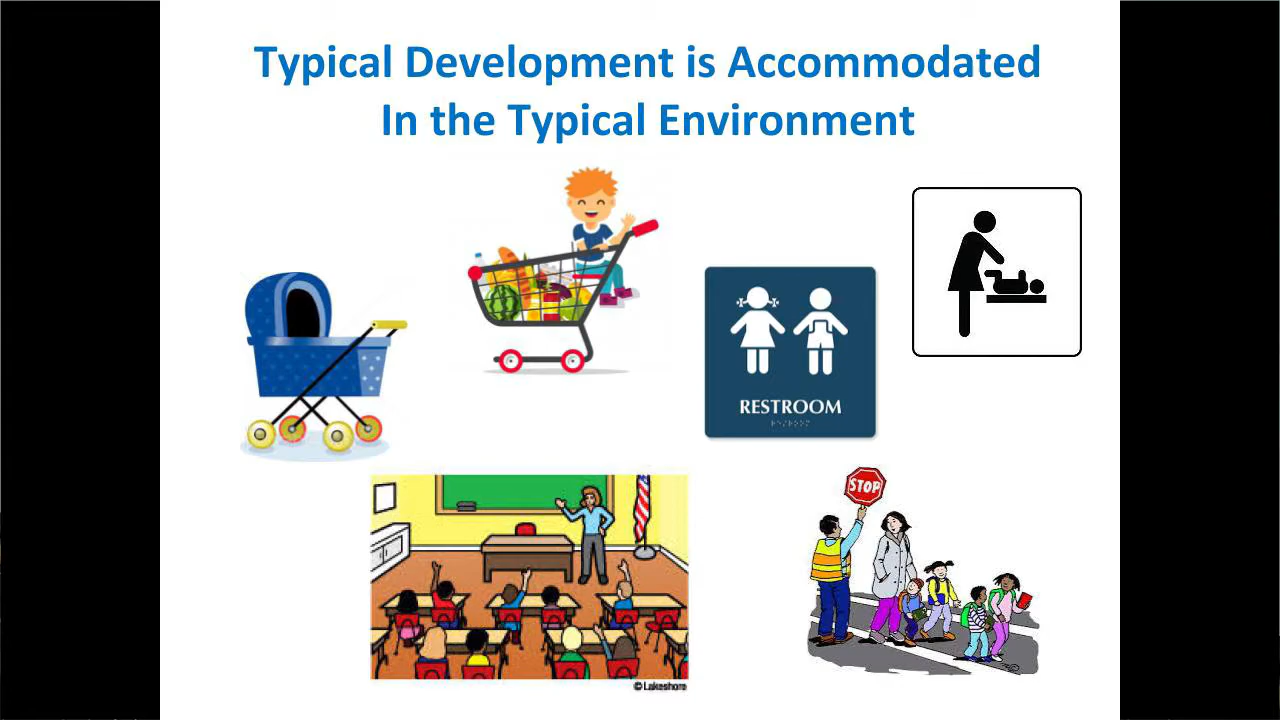 Typical Development is Accommodated
In the Typical Environment
RESTROOM
STOP
© Lakeshore